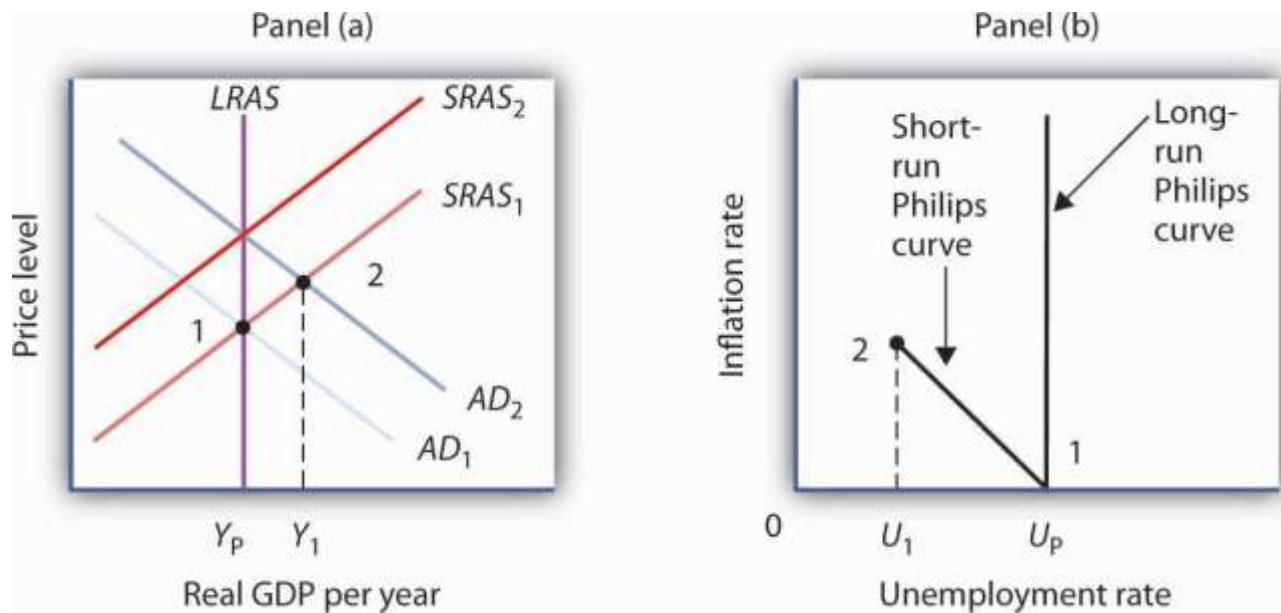 Panel (a)
LRAS
SRAS₂
SRAS₁
2
1
AD₂
AD₁
Price level
Yₚ
Y₁
Real GDP per year
Panel (b)
Short-
run
Philips
curve
Long-
run
Philips
curve
Inflation rate
2
1
0
U₁
Uₚ
Unemployment rate